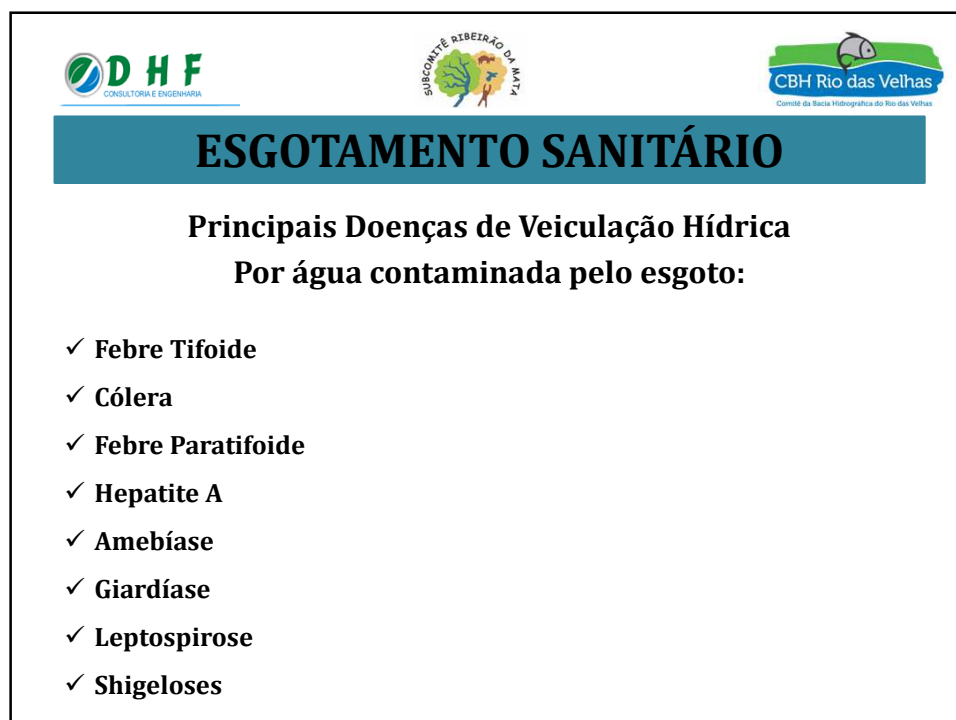 D H F
CONSULTORIA E ENGENHARIA
SUBCOMITÊ RIBEIRÃO DA MATA
CBH Rio das Velhas
Comitê da Bacia Hidrográfica do Rio das Velhas
ESGOTAMENTO SANITÁRIO
Principais Doenças de Veiculação Hídrica
Por água contaminada pelo esgoto:
✓ Febre Tifoide
✓ Cólera
✓ Febre Paratifoide
✓ Hepatite A
✓ Amebíase
✓ Giardíase
✓ Leptospirose
✓ Shigeloses